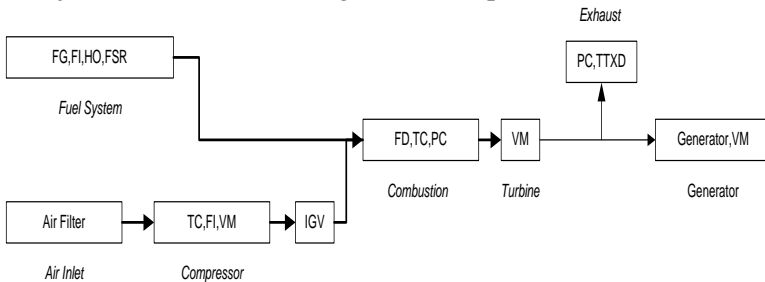 Exhaust
FG,FI,HO,FSR
PC,TTXD
Fuel System
FD,TC,PC
VM
Generator,VM
Combustion
Turbine
Generator
Air Filter
TC,FI,VM
IGV
Air Inlet
Compressor